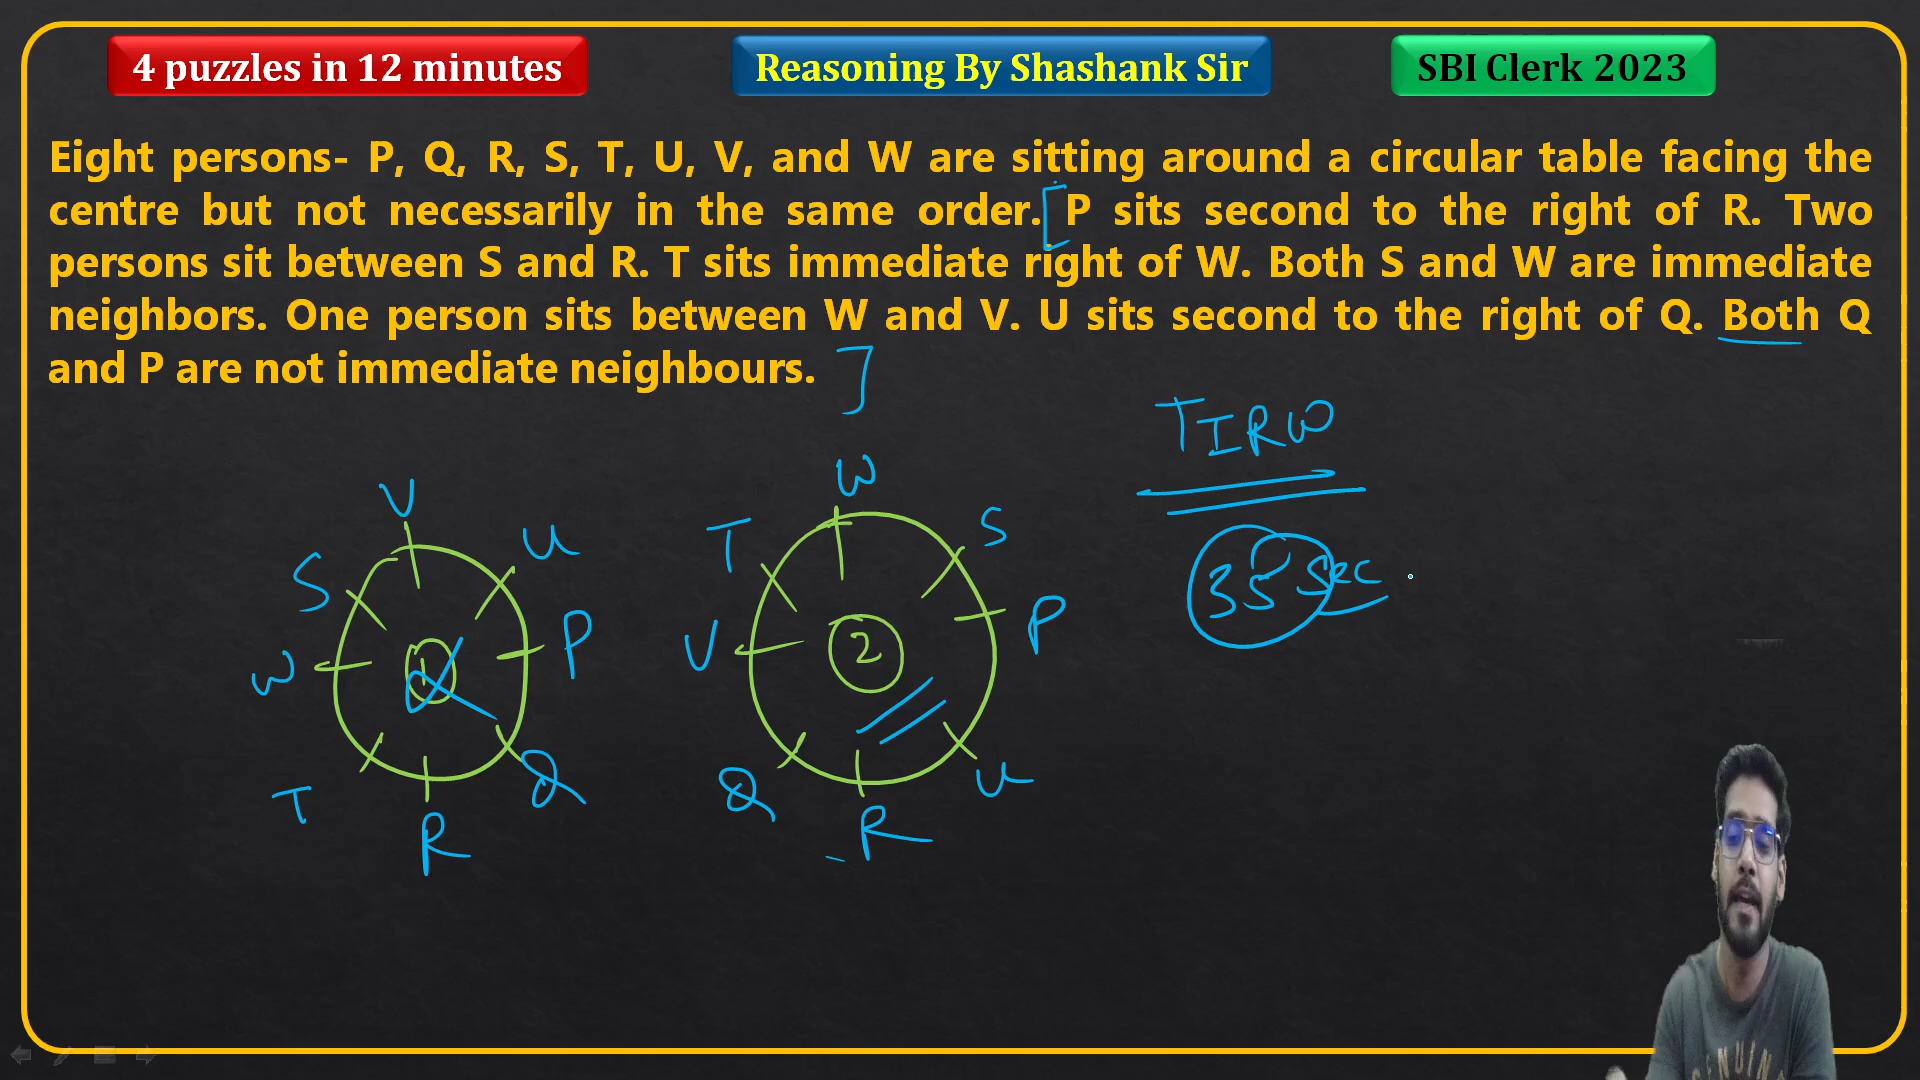 4 puzzles in 12 minutes
Reasoning By Shashank Sir
SBI Clerk 2023
Eight persons- P, Q, R, S, T, U, V, and W are sitting around a circular table facing the
centre but not necessarily in the same order. [P sits second to the right of R. Two
persons sit between S and R. T sits immediate right of W. Both S and W are immediate
neighbors. One person sits between W and V. U sits second to the right of Q. Both Q
and P are not immediate neighbours. ]
TIRW
35 Sec
V
U
S
P
W
1
Q
T
R
W
S
T
P
V
2
U
Q
R
GENUIN